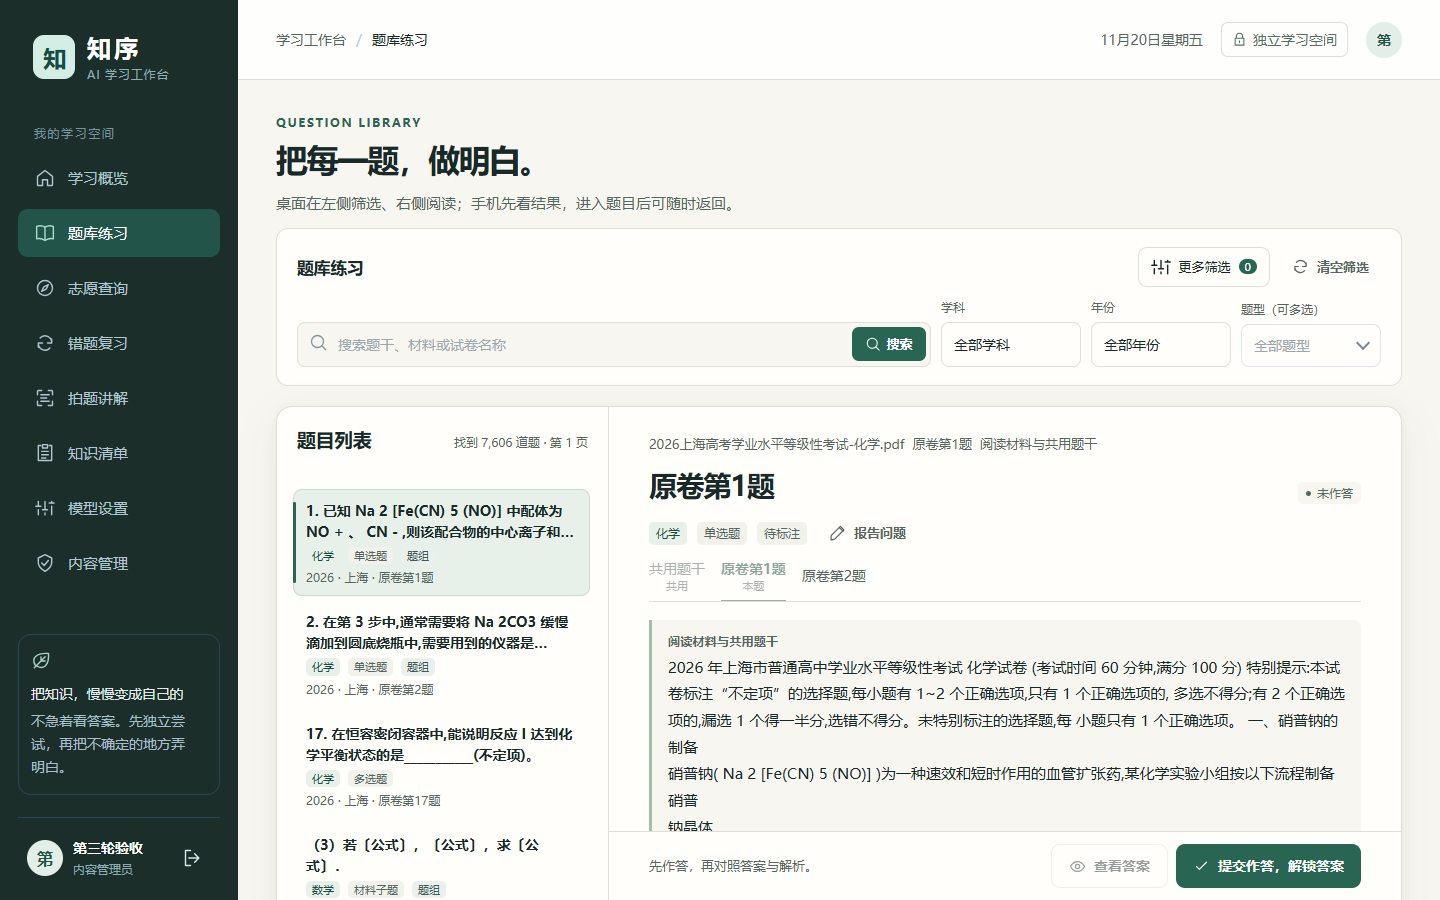 知
知序
AI 学习工作台
我的学习空间
学习概览
题库练习
志愿查询
错题复习
拍题讲解
知识清单
模型设置
内容管理
把知识，慢慢变成自己的
不急着看答案。先独立尝
试，再把不确定的地方弄
明白。
第
第三轮验收
内容管理员
学习工作台 / 题库练习
11月20日星期五
独立学习空间
第
QUESTION LIBRARY
把每一题，做明白。
桌面在左侧筛选、右侧阅读；手机先看结果，进入题目后可随时返回。
题库练习
更多筛选 0
清空筛选
搜索题干、材料或试卷名称
搜索
学科
全部学科
年份
全部年份
题型（可多选）
全部题型
题目列表
找到 7,606 道题 · 第 1 页
1. 已知 Na 2 [Fe(CN) 5 (NO)] 中配体为
NO + 、 CN - ,则该配合物的中心离子和...
化学 单选题 题组
2026 · 上海 · 原卷第1题
2. 在第 3 步中,通常需要将 Na 2CO3 缓慢
滴加到圆底烧瓶中,需要用到的仪器是...
化学 单选题 题组
2026 · 上海 · 原卷第2题
17. 在恒容密闭容器中,能说明反应 I 达到化
学平衡状态的是__________(不定项)。
化学 多选题
2026 · 上海 · 原卷第17题
（3）若〔公式〕，〔公式〕，求〔公
式〕.
数学 材料子题 题组
2026上海高考学业水平等级性考试-化学.pdf 原卷第1题 阅读材料与共用题干
原卷第1题
未作答
化学 单选题 待标注 报告问题
共用题干
共用
原卷第1题
本题
原卷第2题
阅读材料与共用题干
2026 年上海市普通高中学业水平等级性考试 化学试卷 (考试时间 60 分钟,满分 100 分) 特别提示:本试
卷标注“不定项”的选择题,每小题有 1~2 个正确选项,只有 1 个正确选项的, 多选不得分;有 2 个正确选
项的,漏选 1 个得一半分,选错不得分。未特别标注的选择题,每 小题只有 1 个正确选项。 一、硝普钠的
制备
硝普钠( Na 2 [Fe(CN) 5 (NO)] )为一种速效和短时作用的血管扩张药,某化学实验小组按以下流程制备
硝普
钠晶体
先作答，再对照答案与解析。
查看答案
提交作答，解锁答案